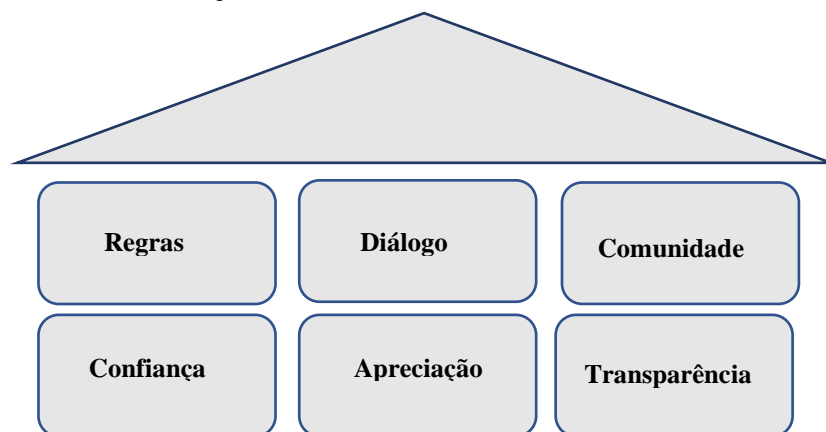 Regras
Diálogo
Comunidade
Confiança
Apreciação
Transparência